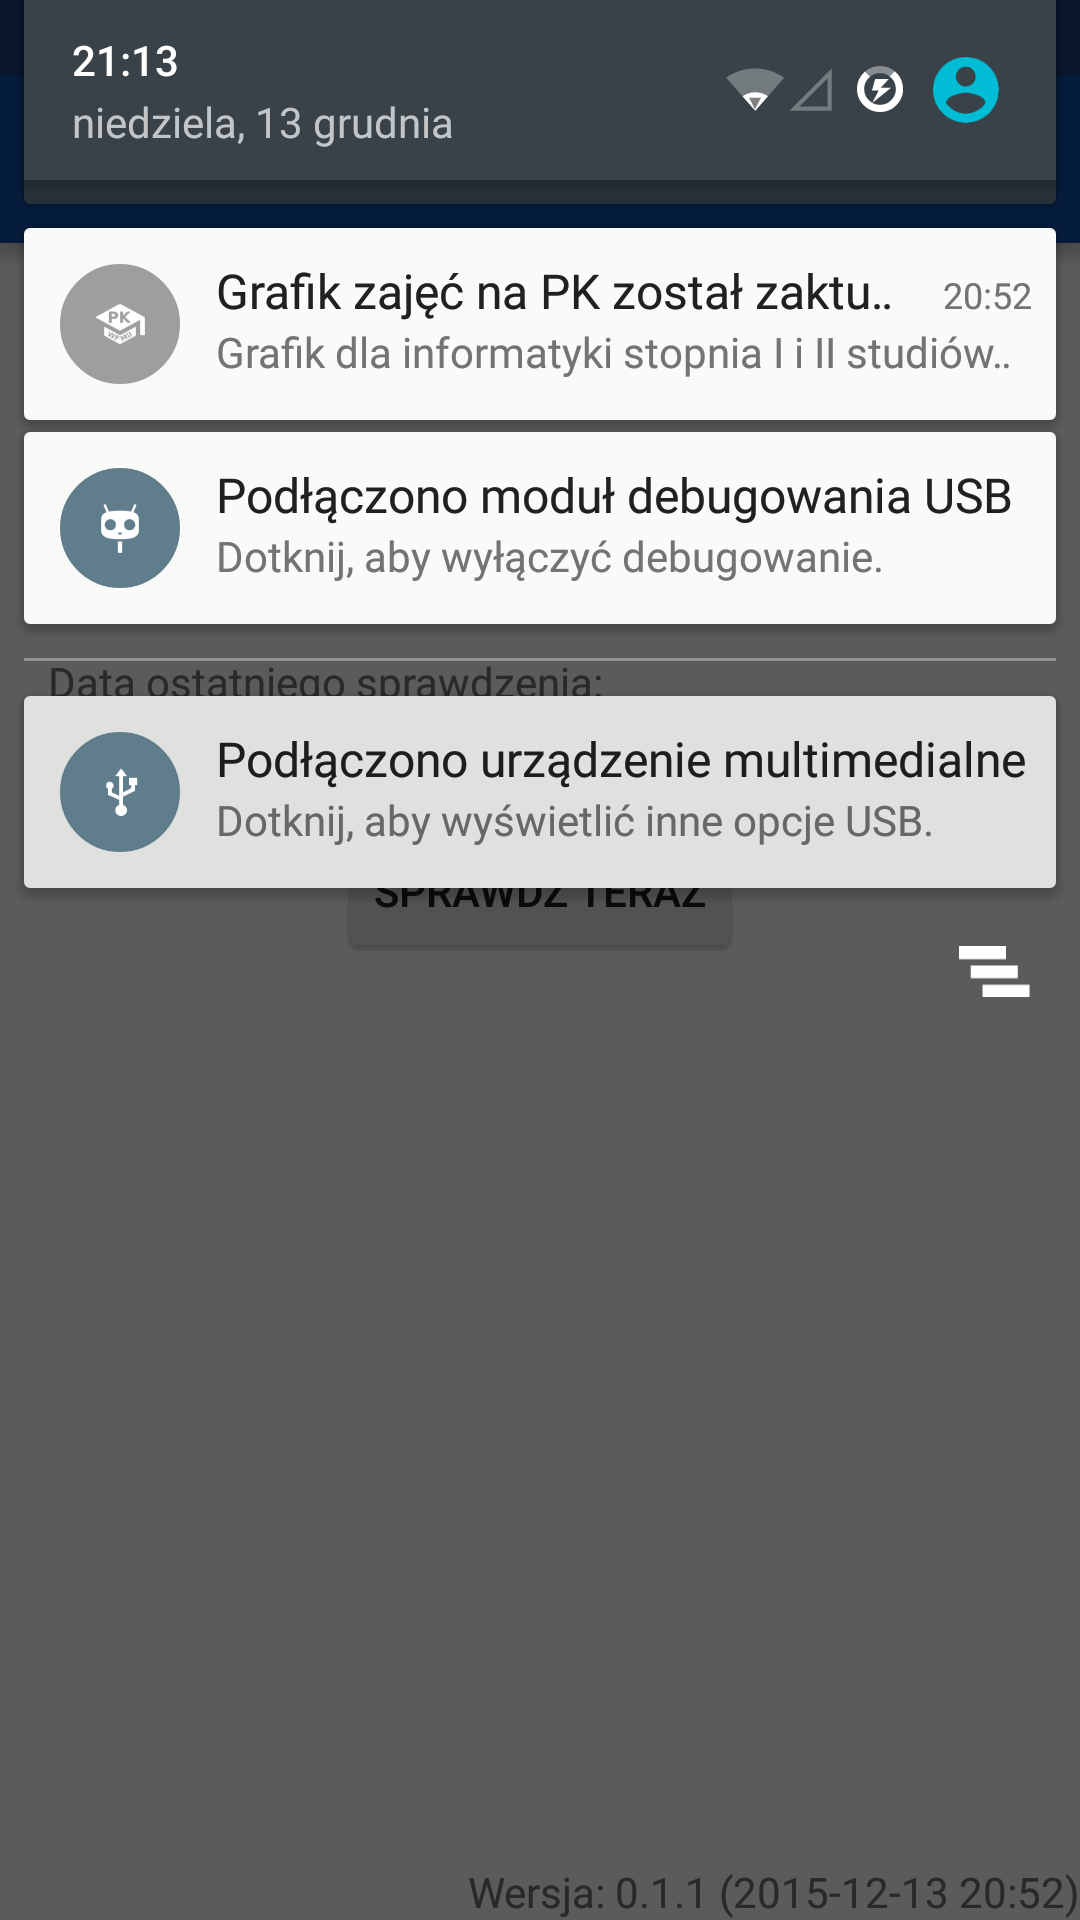 21:13
niedziela, 13 grudnia
Grafik zajęć na PK został zaktu..
20:52
Grafik dla informatyki stopnia I i II studiów..
PK
WFMiI
Podłączono moduł debugowania USB
Dotknij, aby wyłączyć debugowanie.
Data ostatniego sprawdzenia:
Podłączono urządzenie multimedialne
Dotknij, aby wyświetlić inne opcje USB.
SPRAWDŹ TERAZ
Wersja: 0.1.1 (2015-12-13 20:52)